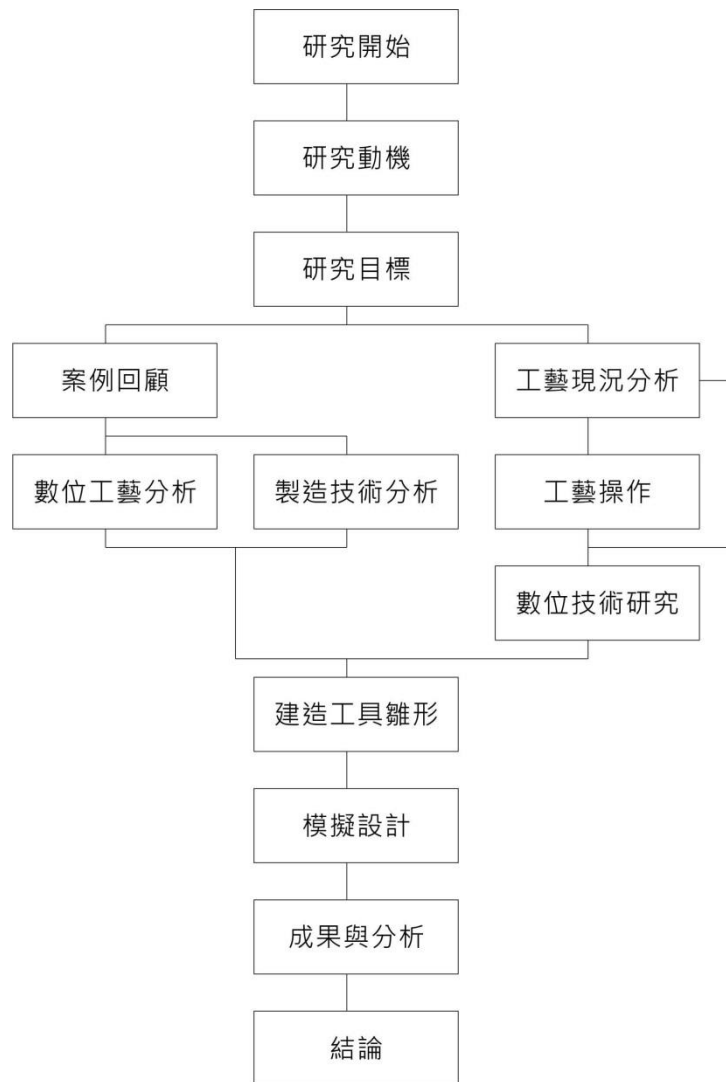 研究開始
研究動機
研究目標
案例回顧
工藝現況分析
數位工藝分析
製造技術分析
工藝操作
數位技術研究
建造工具雛形
模擬設計
成果與分析
結論